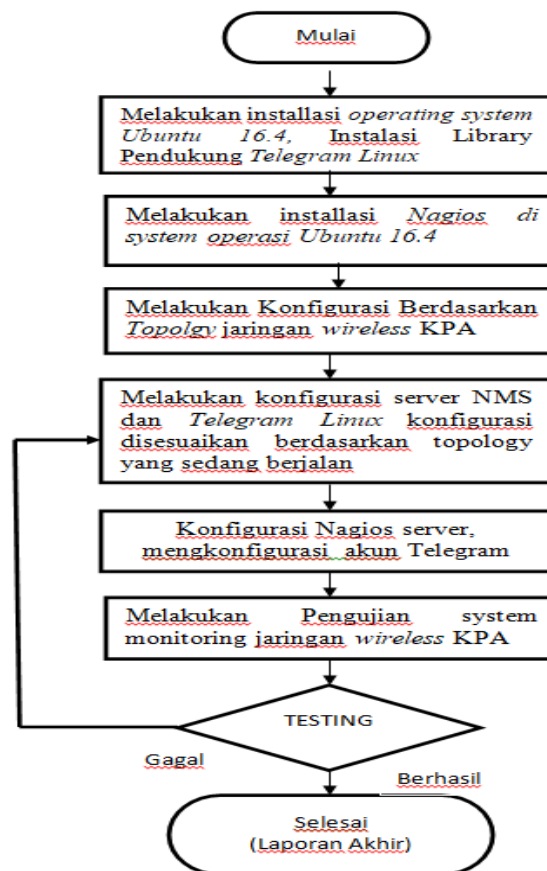 Mulai
Melakukan installasi operating system
Ubuntu 16.4, Instalasi Library
Pendukung Telegram Linux
Melakukan installasi Nagios di
system operasi Ubuntu 16.4
Melakukan Konfigurasi Berdasarkan
Topolgy jaringan wireless KPA
Melakukan konfigurasi server NMS
dan Telegram Linux konfigurasi
disesuaikan berdasarkan topology
yang sedang berjalan
Konfigurasi Nagios server,
mengkonfigurasi akun Telegram
Melakukan Pengujian system
monitoring jaringan wireless KPA
TESTING
Gagal
Berhasil
Selesai
(Laporan Akhir)